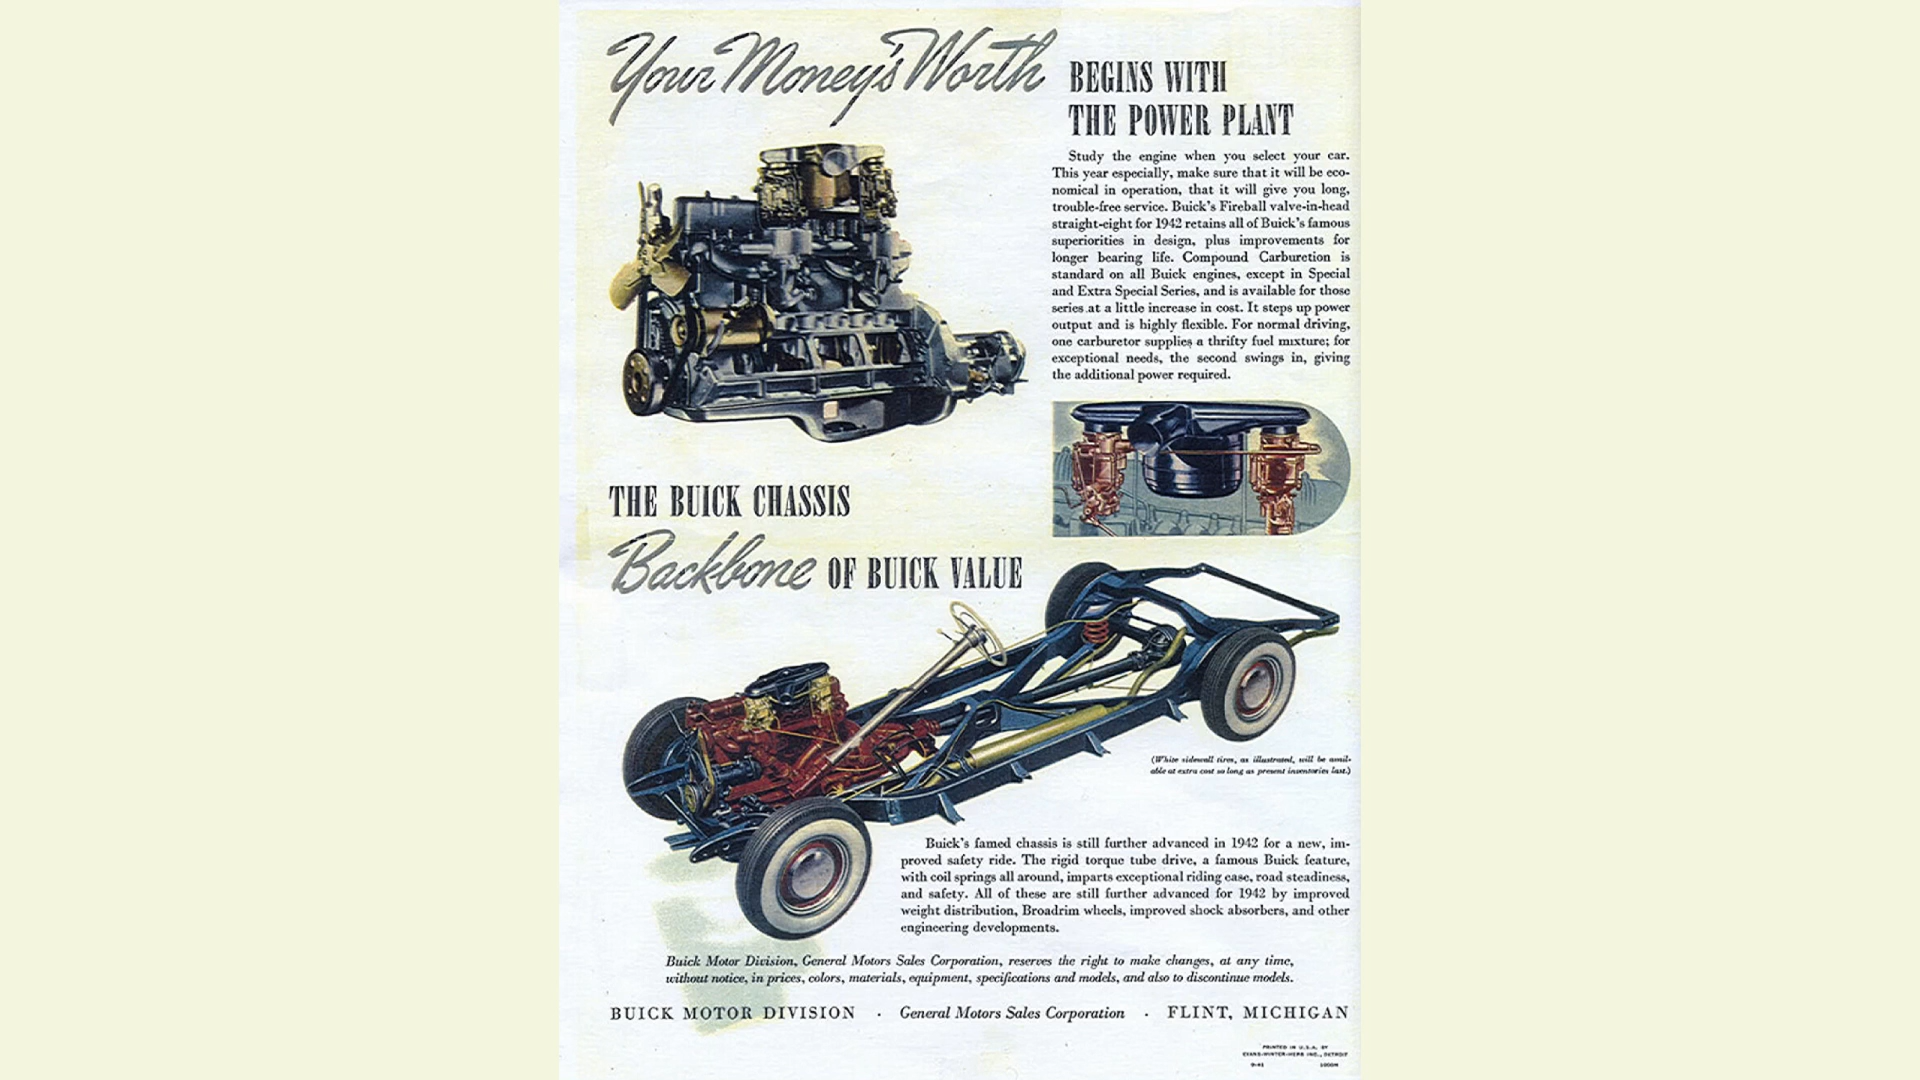 Your Money's Worth
BEGINS WITH
THE POWER PLANT
Study the engine when you select your car.
This year especially, make sure that it will be eco-
nomical in operation, that it will give you long,
trouble-free service. Buick's Fireball valve-in-head
straight-eight for 1942 retains all of Buick's famous
superiorities in design, plus improvements for
longer bearing life. Compound Carburetion is
standard on all Buick engines, except in Special
and Extra Special Series, and is available for those
series at a little increase in cost. It steps up power
output and is highly flexible. For normal driving,
one carburetor supplies a thrifty fuel mixture; for
exceptional needs, the second swings in, giving
the additional power required.
THE BUICK CHASSIS
Backbone OF BUICK VALUE
(White sidewall tires, as illustrated, will be avail-
able at extra cost so long as present inventories last.)
Buick's famed chassis is still further advanced in 1942 for a new, im-
proved safety ride. The rigid torque tube drive, a famous Buick feature,
with coil springs all around, imparts exceptional riding ease, road steadiness,
and safety. All of these are still further advanced for 1942 by improved
weight distribution, Broadrim wheels, improved shock absorbers, and other
engineering developments.
Buick Motor Division, General Motors Sales Corporation, reserves the right to make changes, at any time,
without notice, in prices, colors, materials, equipment, specifications and models, and also to discontinue models.
BUICK MOTOR DIVISION · General Motors Sales Corporation · FLINT, MICHIGAN
PRINTED IN U.S.A. BY
EVANS-WINTER-HEBB INC., DETROIT
9-41 1000M